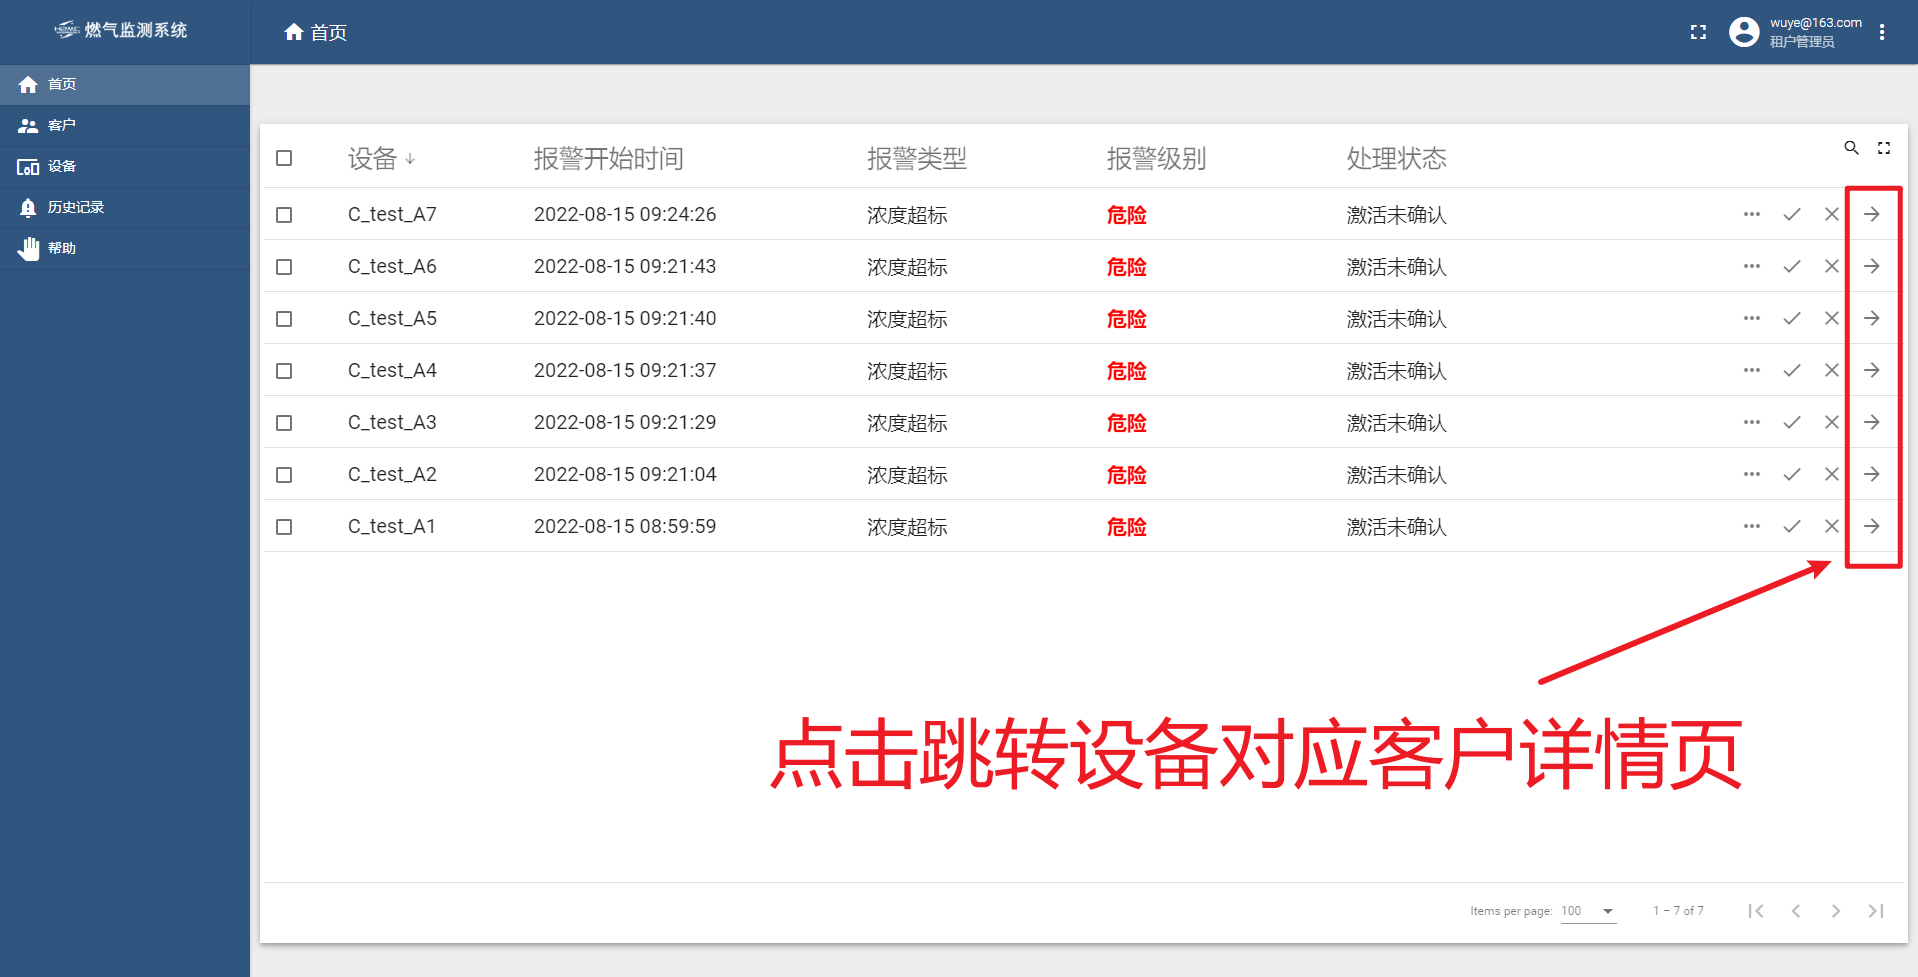 燃气监测系统
首页
wuye@163.com
租户管理员
首页
客户
设备
历史记录
帮助
设备 报警开始时间 报警类型 报警级别 处理状态
C_test_A7 2022-08-15 09:24:26 浓度超标 危险 激活未确认
C_test_A6 2022-08-15 09:21:43 浓度超标 危险 激活未确认
C_test_A5 2022-08-15 09:21:40 浓度超标 危险 激活未确认
C_test_A4 2022-08-15 09:21:37 浓度超标 危险 激活未确认
C_test_A3 2022-08-15 09:21:29 浓度超标 危险 激活未确认
C_test_A2 2022-08-15 09:21:04 浓度超标 危险 激活未确认
C_test_A1 2022-08-15 08:59:59 浓度超标 危险 激活未确认
点击跳转设备对应客户详情页
Items per page: 100 1 – 7 of 7